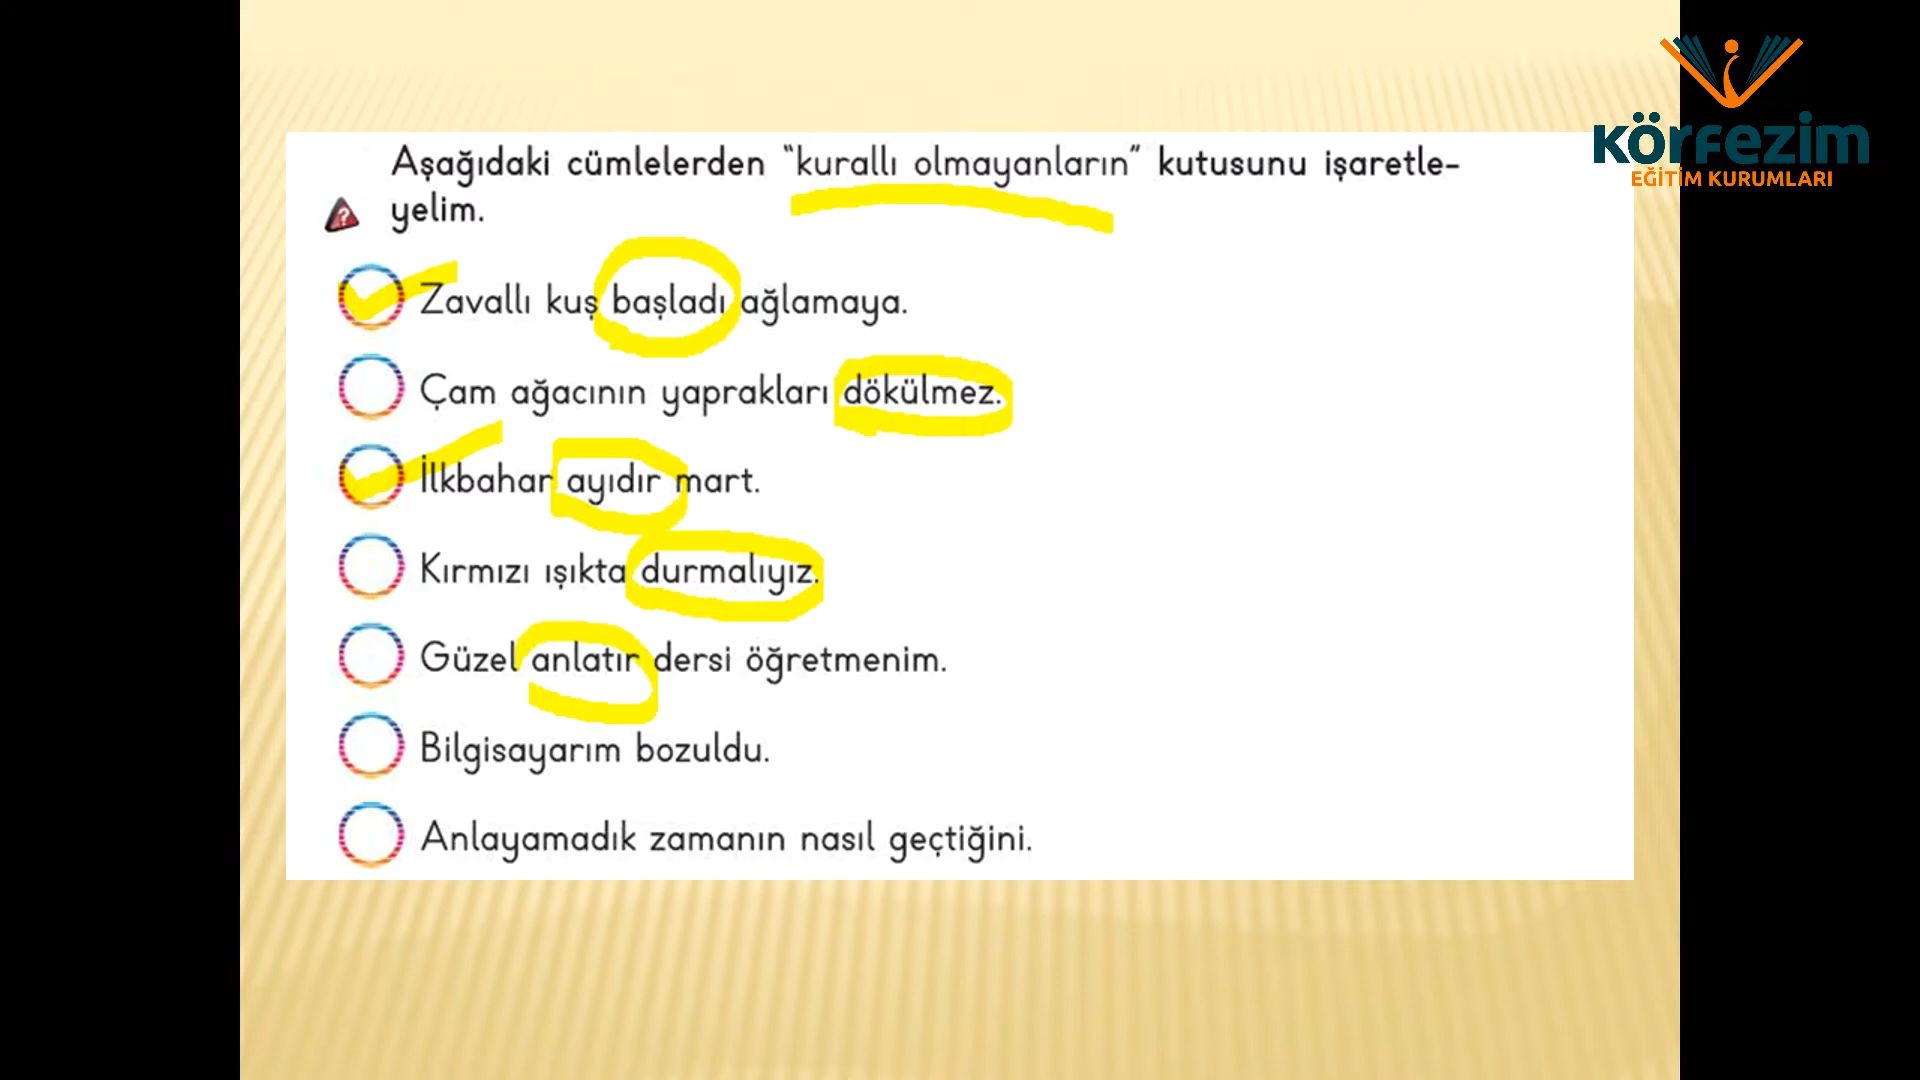 körfezim
EĞİTİM KURUMLARI
Aşağıdaki cümlelerden “kurallı olmayanların” kutusunu işaretle-
yelim.
?
Zavallı kuş başladı ağlamaya.
Çam ağacının yaprakları dökülmez.
İlkbahar ayıdır mart.
Kırmızı ışıkta durmalıyız.
Güzel anlatır dersi öğretmenim.
Bilgisayarım bozuldu.
Anlayamadık zamanın nasıl geçtiğini.